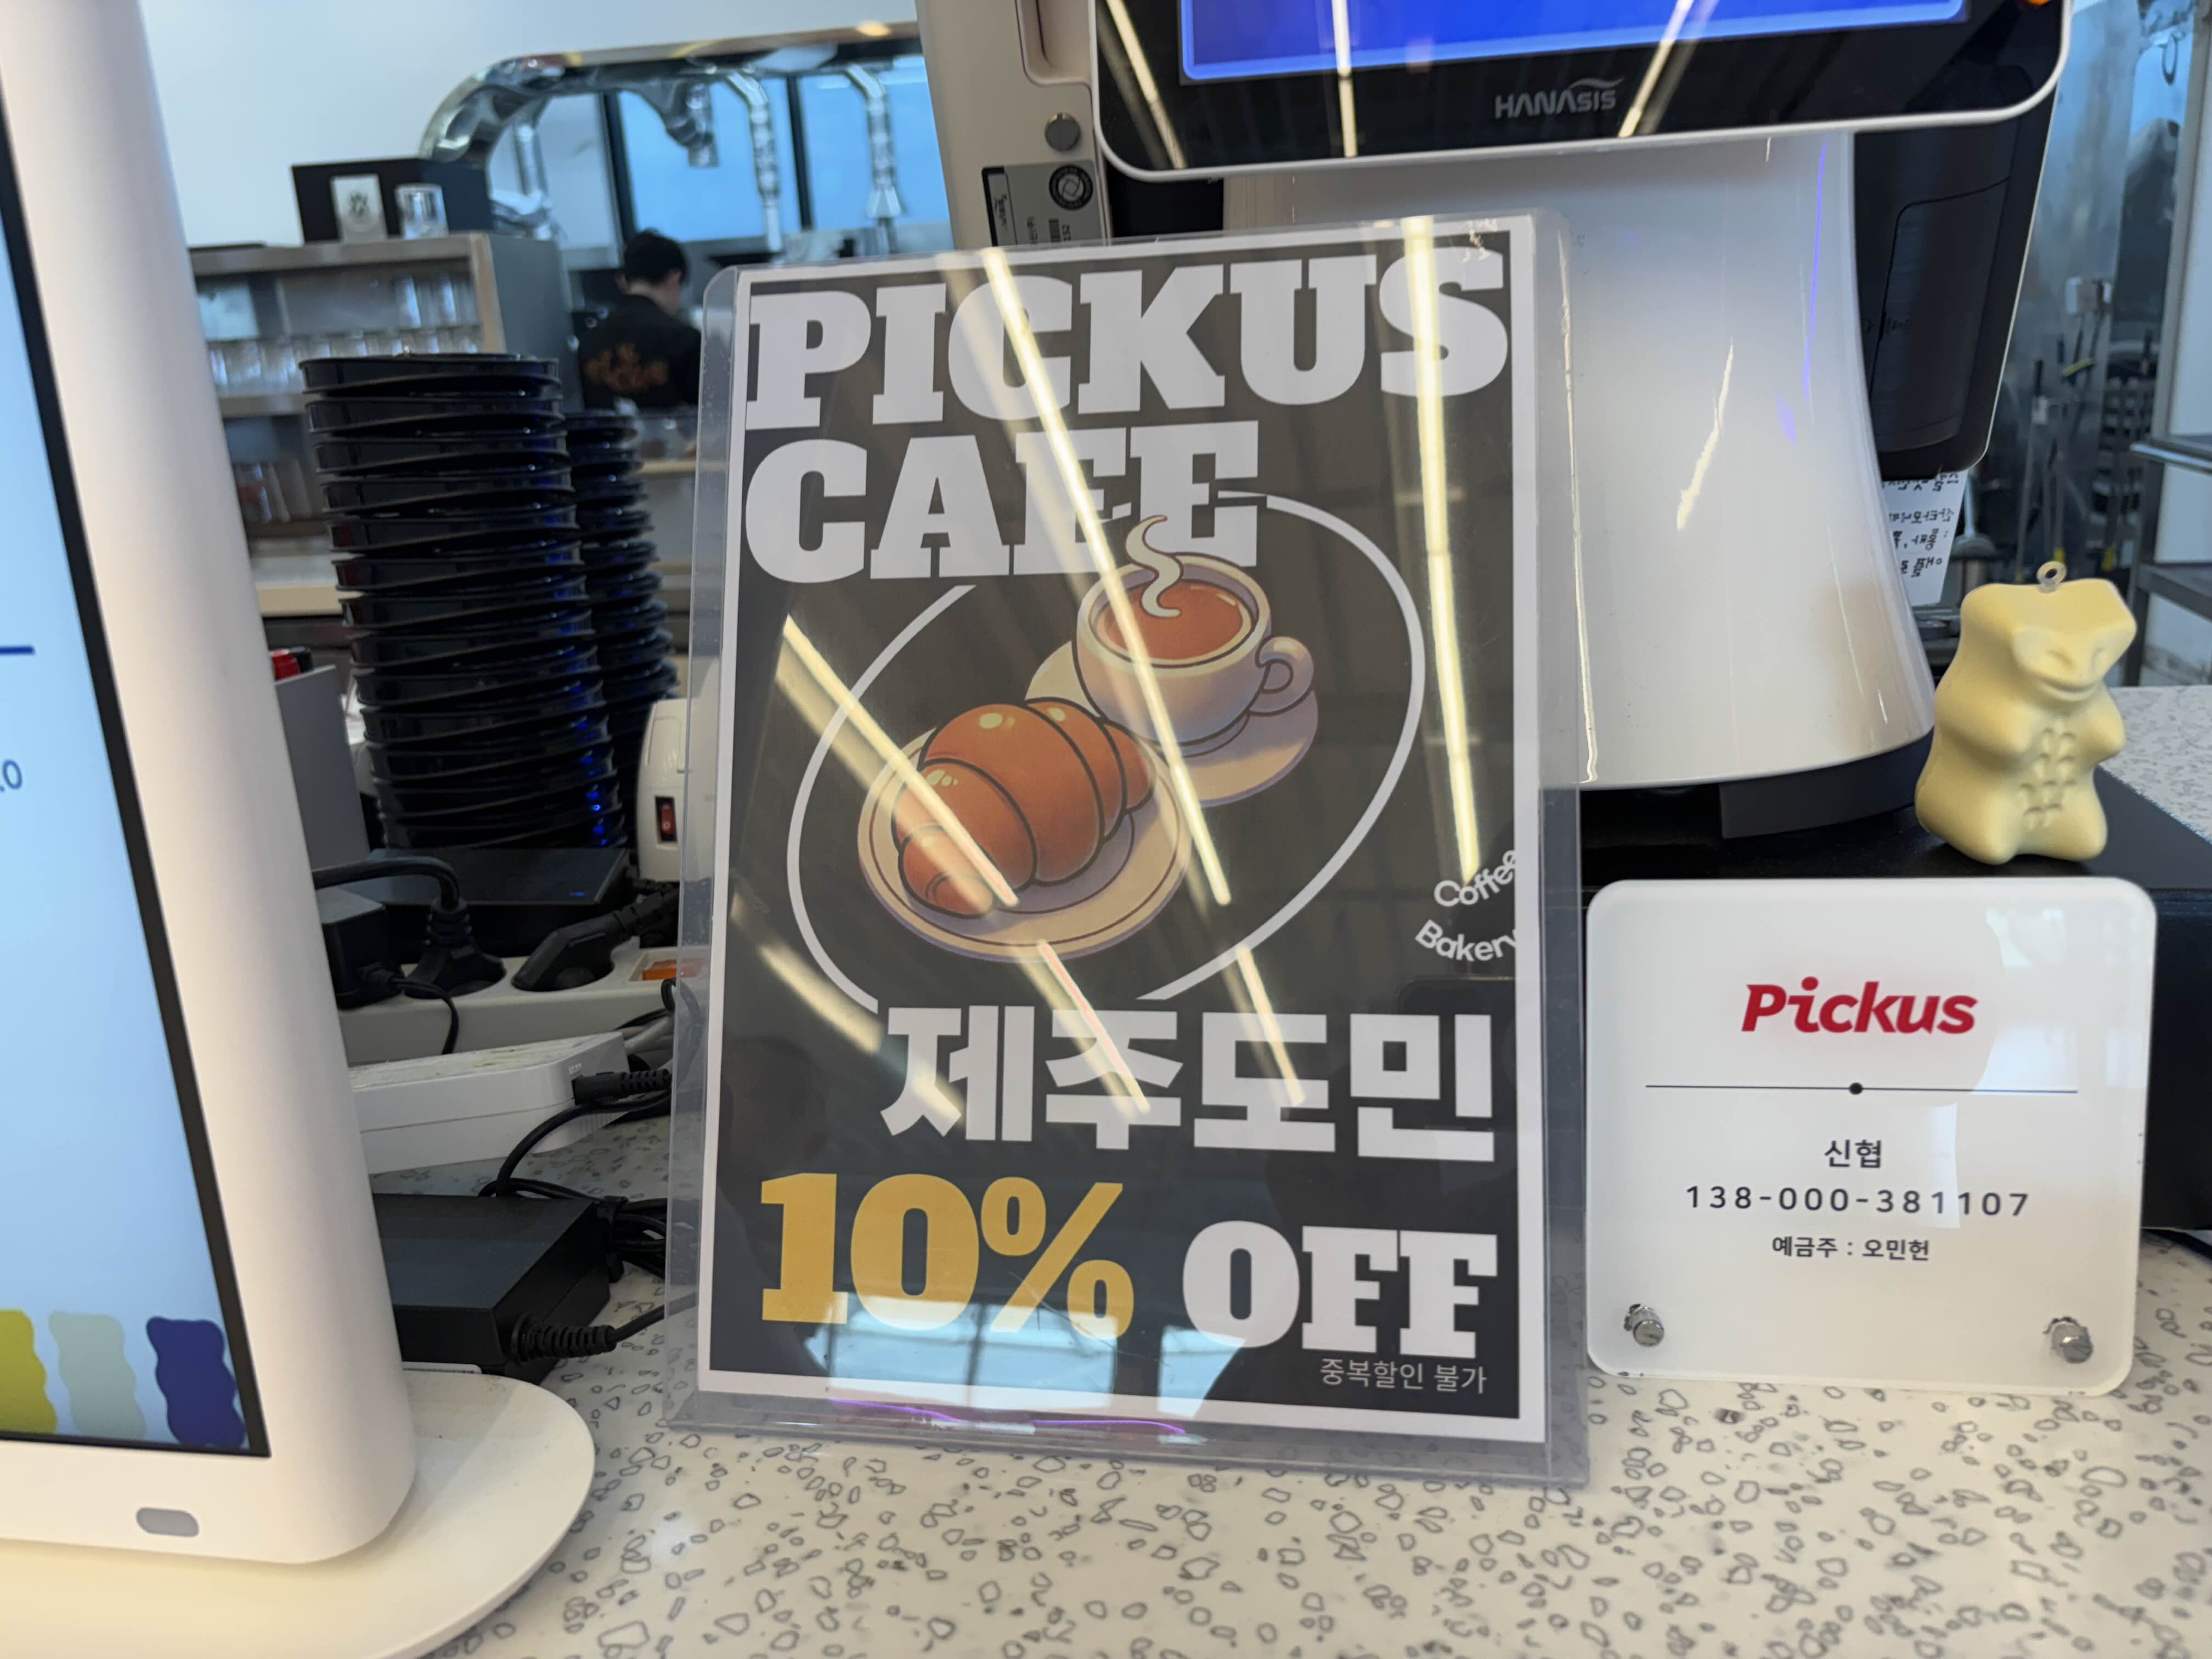 HANASIS
PICKUS
CAFE
Coffee
Bakery
제주도민
10% OFF
중복할인 불가
Pickus
신협
138-000-381107
예금주 : 오민헌